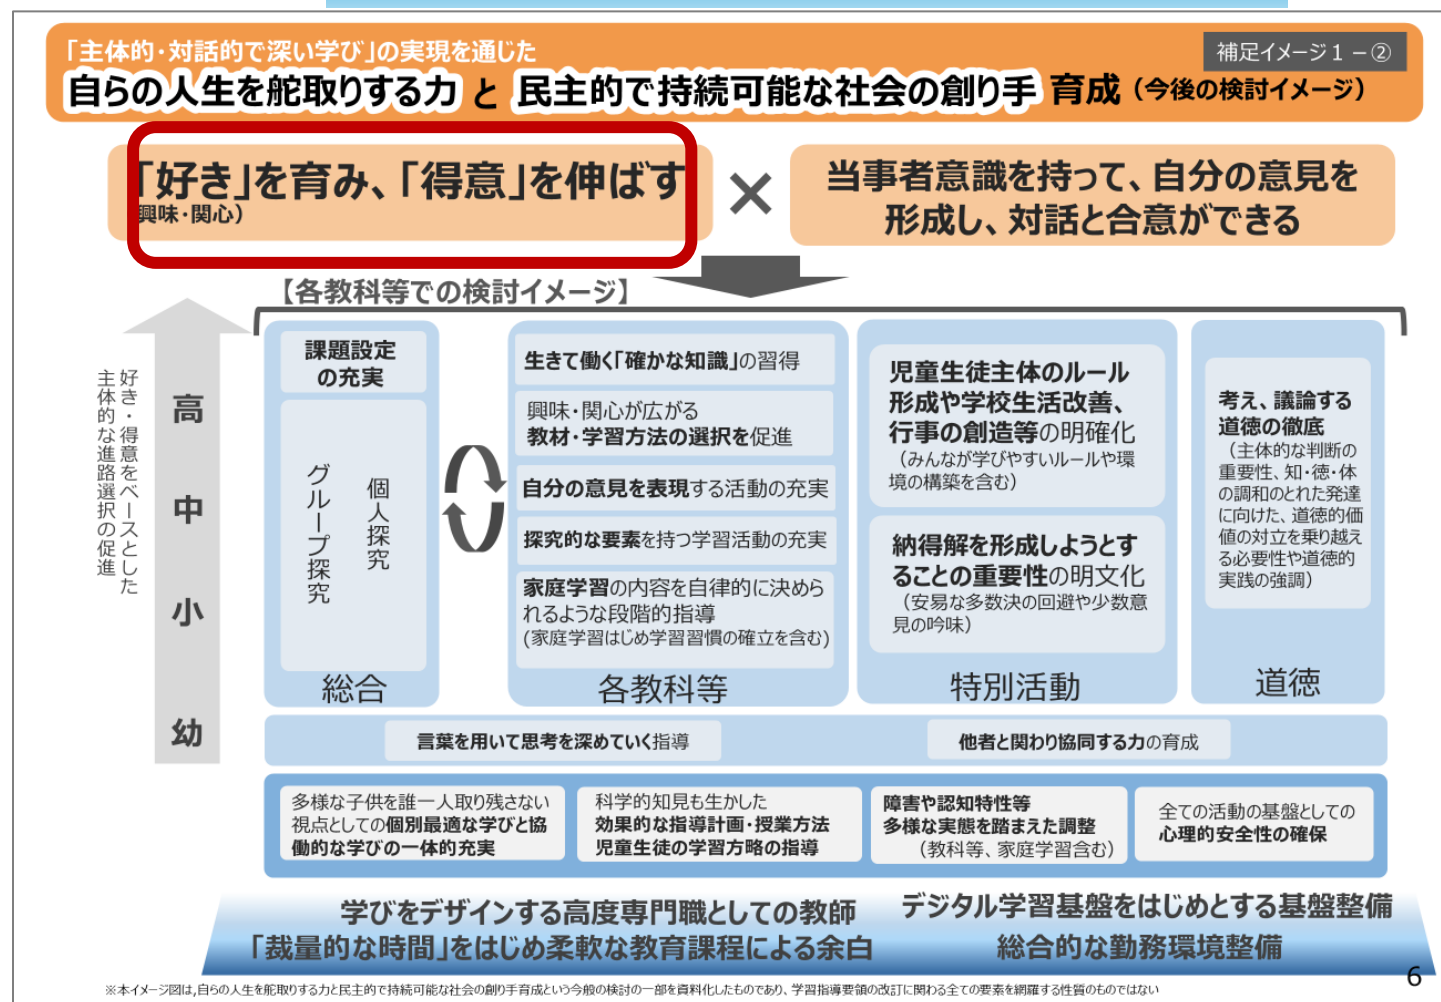 「主体的・対話的で深い学び」の実現を通じた
補足イメージ１－②
自らの人生を舵取りする力 と 民主的で持続可能な社会の創り手 育成（今後の検討イメージ）
「好き」を育み、「得意」を伸ばす
興味・関心）
×
当事者意識を持って、自分の意見を
形成し、対話と合意ができる
【各教科等での検討イメージ】
好き・得意をベースとした
主体的な進路選択の促進
高
中
小
幼
課題設定
の充実
グループ探究
個人探究
総合
生きて働く「確かな知識」の習得
興味・関心が広がる
教材・学習方法の選択を促進
自分の意見を表現する活動の充実
探究的な要素を持つ学習活動の充実
家庭学習の内容を自律的に決めら
れるような段階的指導
(家庭学習はじめ学習習慣の確立を含む)
各教科等
児童生徒主体のルール
形成や学校生活改善、
行事の創造等の明確化
（みんなが学びやすいルールや環
境の構築を含む）
納得解を形成しようとす
ることの重要性の明文化
（安易な多数決の回避や少数意
見の吟味）
特別活動
考え、議論する
道徳の徹底
（主体的な判断の
重要性、知・徳・体
の調和のとれた発達
に向けた、道徳的価
値の対立を乗り越え
る必要性や道徳的
実践の強調）
道徳
言葉を用いて思考を深めていく指導
他者と関わり協同する力の育成
多様な子供を誰一人取り残さない
視点としての個別最適な学びと協
働的な学びの一体的充実
科学的知見も生かした
効果的な指導計画・授業方法
児童生徒の学習方略の指導
障害や認知特性等
多様な実態を踏まえた調整
（教科等、家庭学習含む）
全ての活動の基盤としての
心理的安全性の確保
学びをデザインする高度専門職としての教師
「裁量的な時間」をはじめ柔軟な教育課程による余白
デジタル学習基盤をはじめとする基盤整備
総合的な勤務環境整備
6
※本イメージ図は,自らの人生を舵取りする力と民主的で持続可能な社会の創り手育成という今般の検討の一部を資料化したものであり、学習指導要領の改訂に関わる全ての要素を網羅する性質のものではない